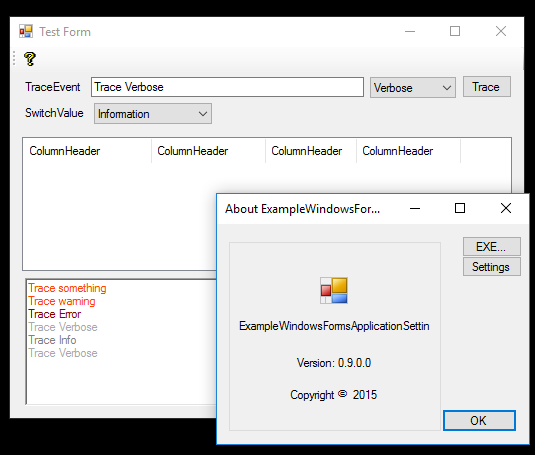 Test Form
TraceEvent Trace Verbose Verbose Trace
SwitchValue Information
ColumnHeader ColumnHeader ColumnHeader ColumnHeader
Trace something
Trace warning
Trace Error
Trace Verbose
Trace Info
Trace Verbose
About ExampleWindowsFor...
EXE...
Settings
ExampleWindowsFormsApplicationSettin
Version: 0.9.0.0
Copyright © 2015
OK